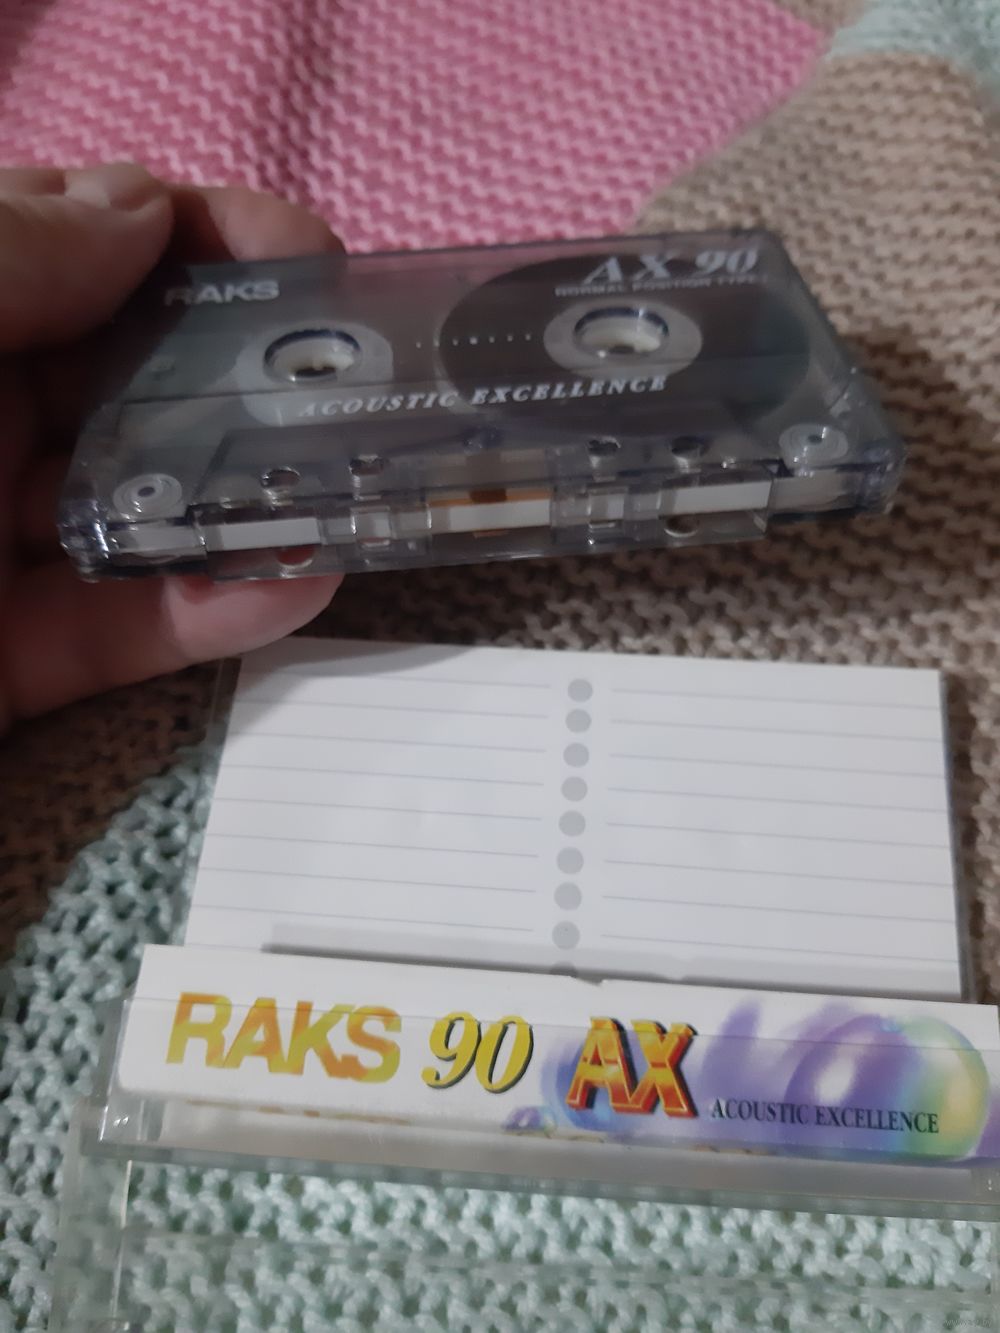 RAKS
AX 90
NORMAL POSITION TYPE I
ACOUSTIC EXCELLENCE
RAKS 90 AX ACOUSTIC EXCELLENCE